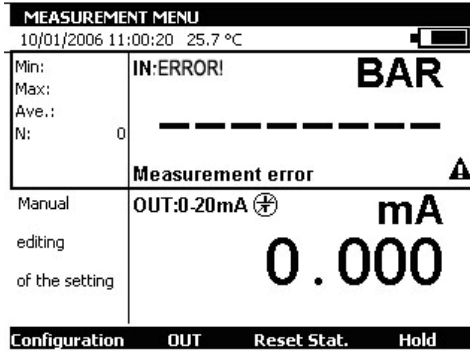 MEASUREMENT MENU
10/01/2006 11:00:20 25.7 °C
Min:
Max:
Ave.:
N: 0
IN:ERROR! BAR
--------
Measurement error
Manual
editing
of the setting
OUT:0-20mA mA
0.000
Configuration OUT Reset Stat. Hold